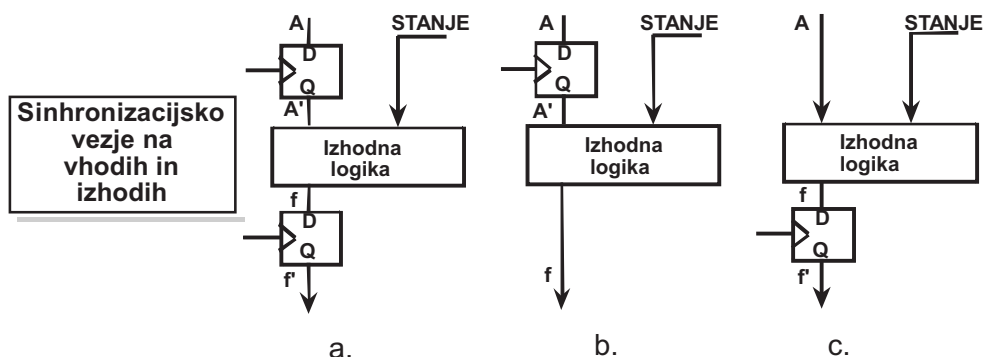 Sinhronizacijsko
vezje na
vhodih in
izhodih
A STANJE
D
Q
A'
Izhodna
logika
f
D
Q
f'
a.
A STANJE
D
Q
A'
Izhodna
logika
f
b.
A STANJE
Izhodna
logika
f
D
Q
f'
c.